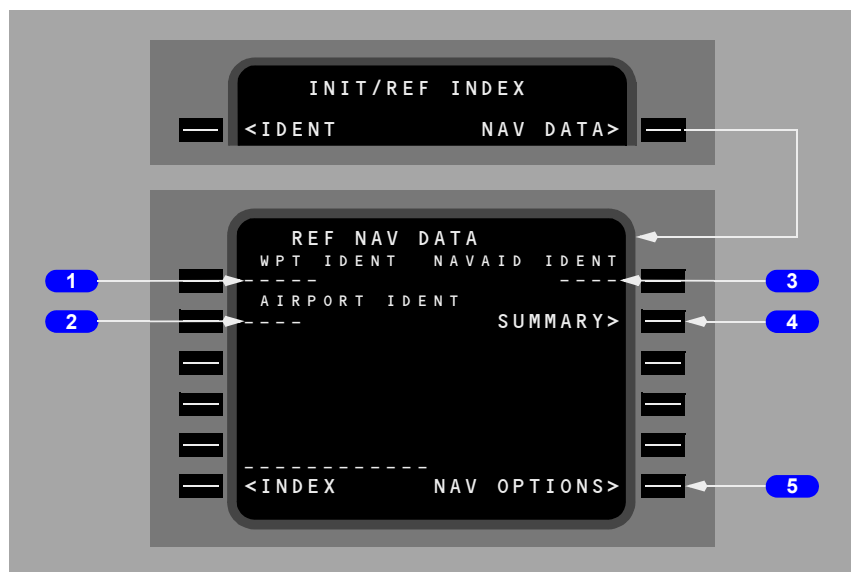 INIT/REF INDEX
<IDENT NAV DATA>
REF NAV DATA
WPT IDENT NAVAID IDENT
1 ----- ---- 3
AIRPORT IDENT
2 ---- SUMMARY> 4
------------
<INDEX NAV OPTIONS> 5